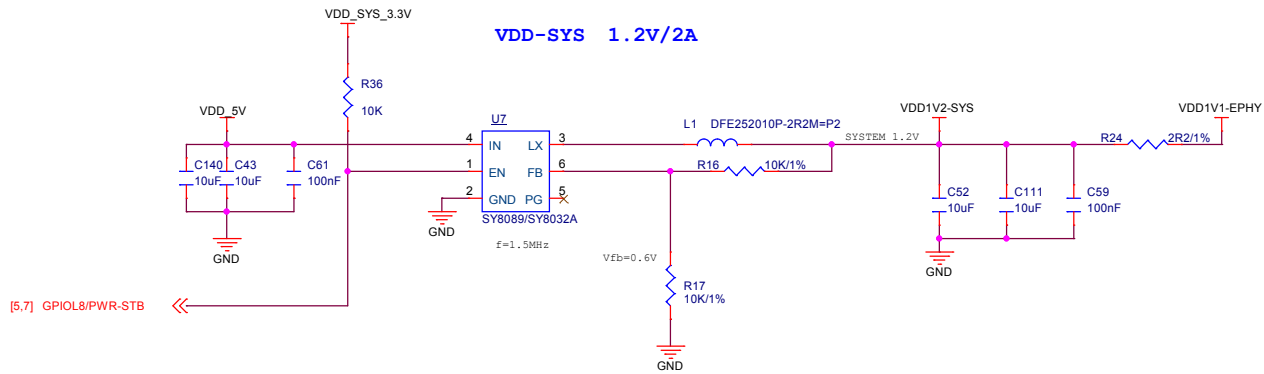 VDD_SYS_3.3V
VDD-SYS 1.2V/2A
R36
10K
VDD_5V
C140
10uF
C43
10uF
C61
100nF
GND
U7
4 IN LX 3
1 EN FB 6
2 GND PG 5
SY8089/SY8032A
f=1.5MHz
GND
L1 DFE252010P-2R2M=P2
R16 10K/1%
SYSTEM 1.2V
Vfb=0.6V
R17
10K/1%
GND
VDD1V2-SYS
VDD1V1-EPHY
R24 2R2/1%
C52
10uF
C111
10uF
C59
100nF
GND
[5,7] GPIOL8/PWR-STB